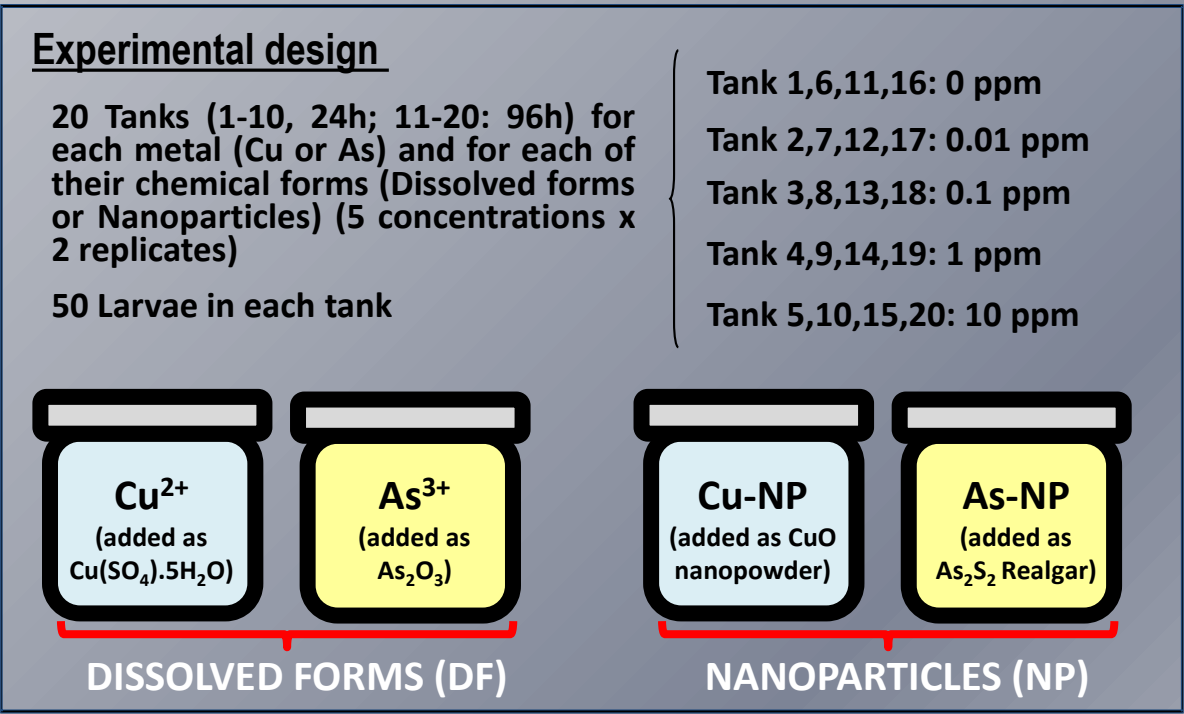 Experimental design
20 Tanks (1-10, 24h; 11-20: 96h) for
each metal (Cu or As) and for each of
their chemical forms (Dissolved forms
or Nanoparticles) (5 concentrations x
2 replicates)
50 Larvae in each tank
Tank 1,6,11,16: 0 ppm
Tank 2,7,12,17: 0.01 ppm
Tank 3,8,13,18: 0.1 ppm
Tank 4,9,14,19: 1 ppm
Tank 5,10,15,20: 10 ppm
Cu²⁺
(added as
Cu(SO₄).5H₂O)
As³⁺
(added as
As₂O₃)
Cu-NP
(added as CuO
nanopowder)
As-NP
(added as
As₂S₂ Realgar)
DISSOLVED FORMS (DF)
NANOPARTICLES (NP)